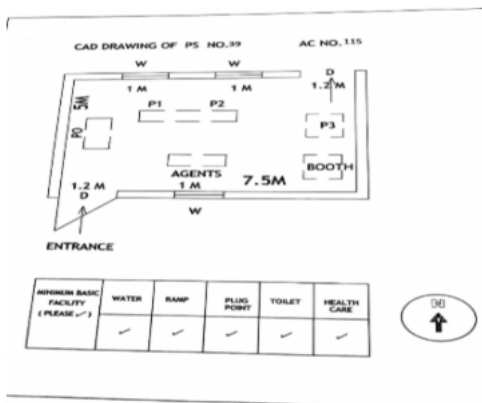 CAD DRAWING OF PS NO.39 AC NO.115
W W D
1 M 1 M 1.2 M
5M P1 P2
PO P3
AGENTS BOOTH
1.2 M 1 M 7.5M
D
W
ENTRANCE
MINIMUM BASIC FACILITY ( PLEASE ✓ ) WATER RAMP PLUG POINT TOILET HEALTH CARE
✓ ✓ ✓ ✓ ✓
N